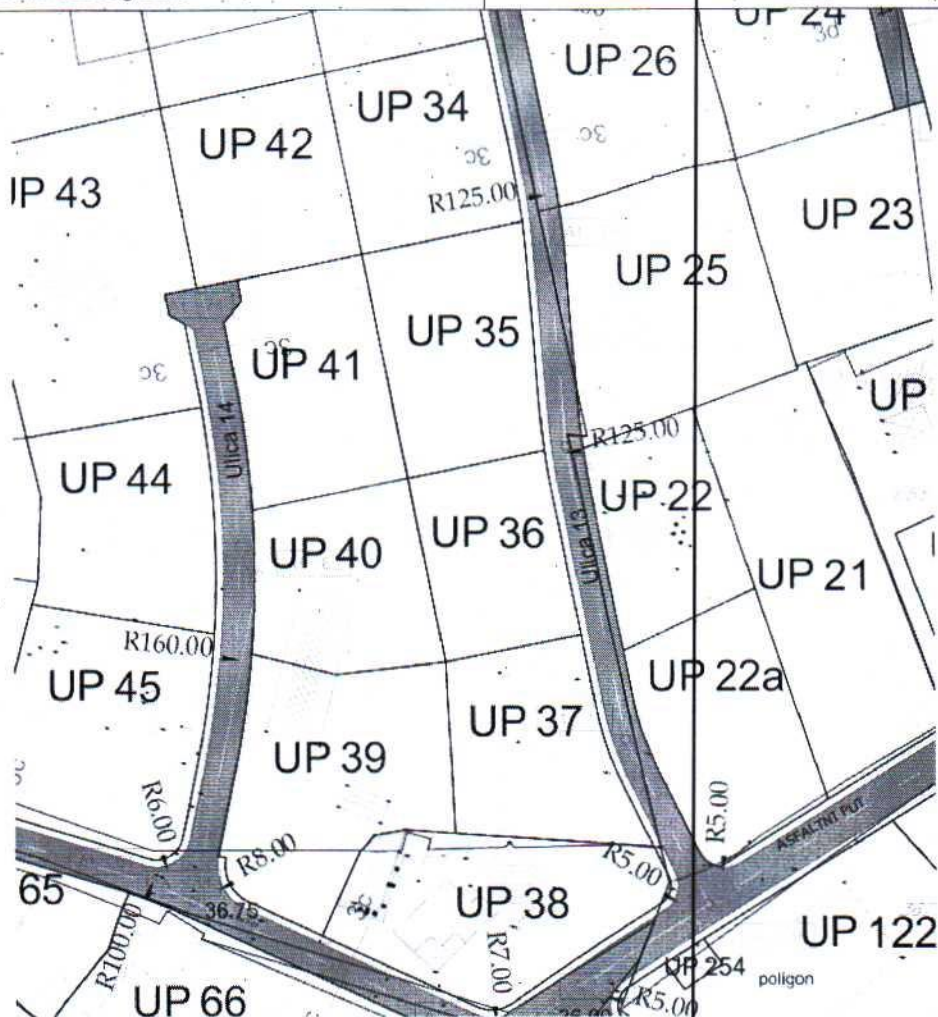 UP 24
3d
UP 26
UP 34
3c
UP 42
3c
UP 43
R125.00
UP 23
UP 25
UP 35
3c
UP 41
3c
UP
R125.00
Ulica 14
UP 44
UP 22
UP 36
UP 40
Ulica 13
UP 21
R160.00
UP 45
UP 22a
UP 37
UP 39
3c
R6.00
R5.00
ASFALTNI PUT
R8.00
R5.00
65
3c
36.75
UP 38
UP 122
R100.00
R7.00
UP 254
poligon
UP 66
R5.00